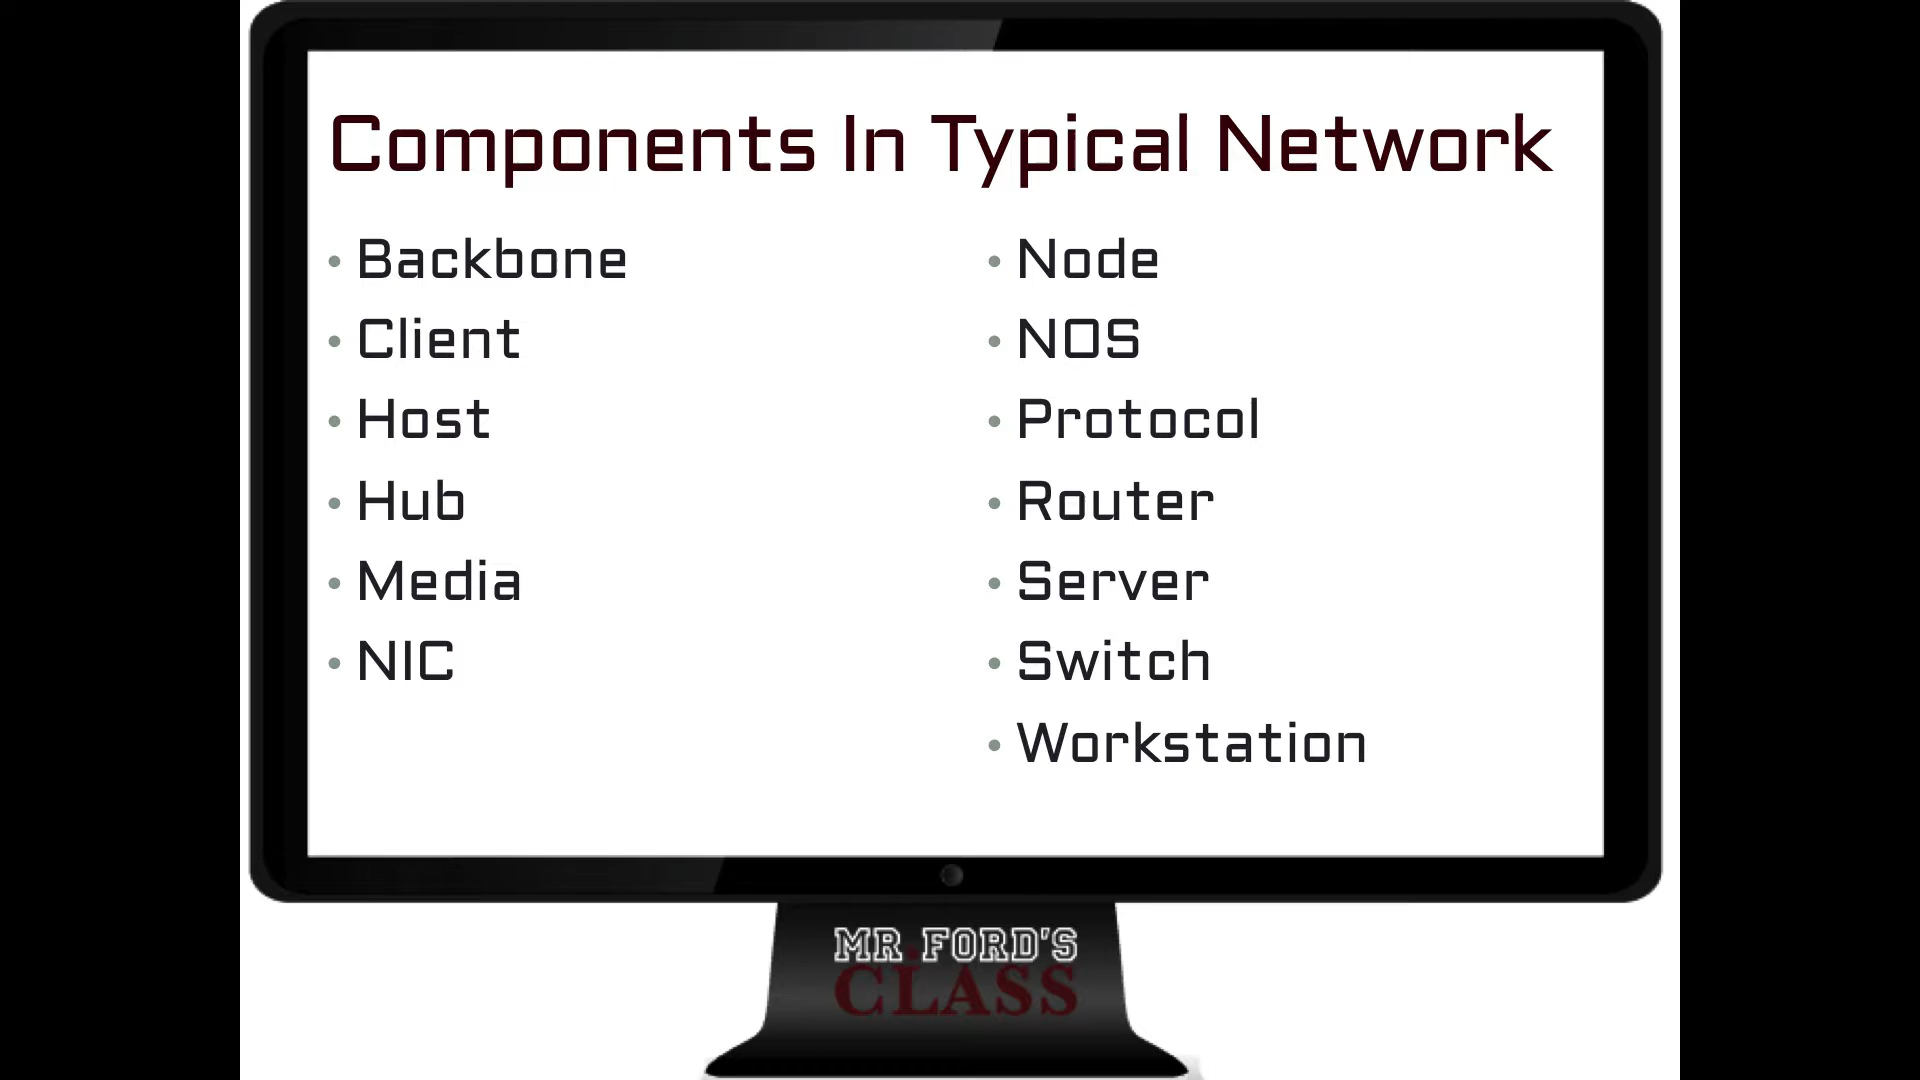 Components In Typical Network
• Backbone
• Client
• Host
• Hub
• Media
• NIC
• Node
• NOS
• Protocol
• Router
• Server
• Switch
• Workstation
MR FORD'S
CLASS